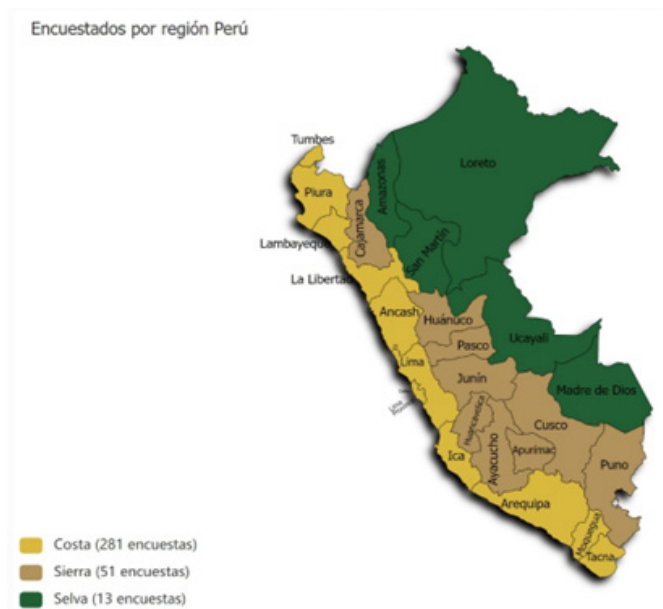 Encuestados por región Perú
Tumbes
Loreto
Amazonas
Piura
Cajamarca
San Martín
Lambayeque
La Libertad
Ancash
Huánuco
Ucayali
Pasco
Lima
Junín
Madre de Dios
Huancavelica
Cusco
Ica
Ayacucho
Apurimac
Puno
Arequipa
Moquegua
Tacna
Costa (281 encuestas)
Sierra (51 encuestas)
Selva (13 encuestas)